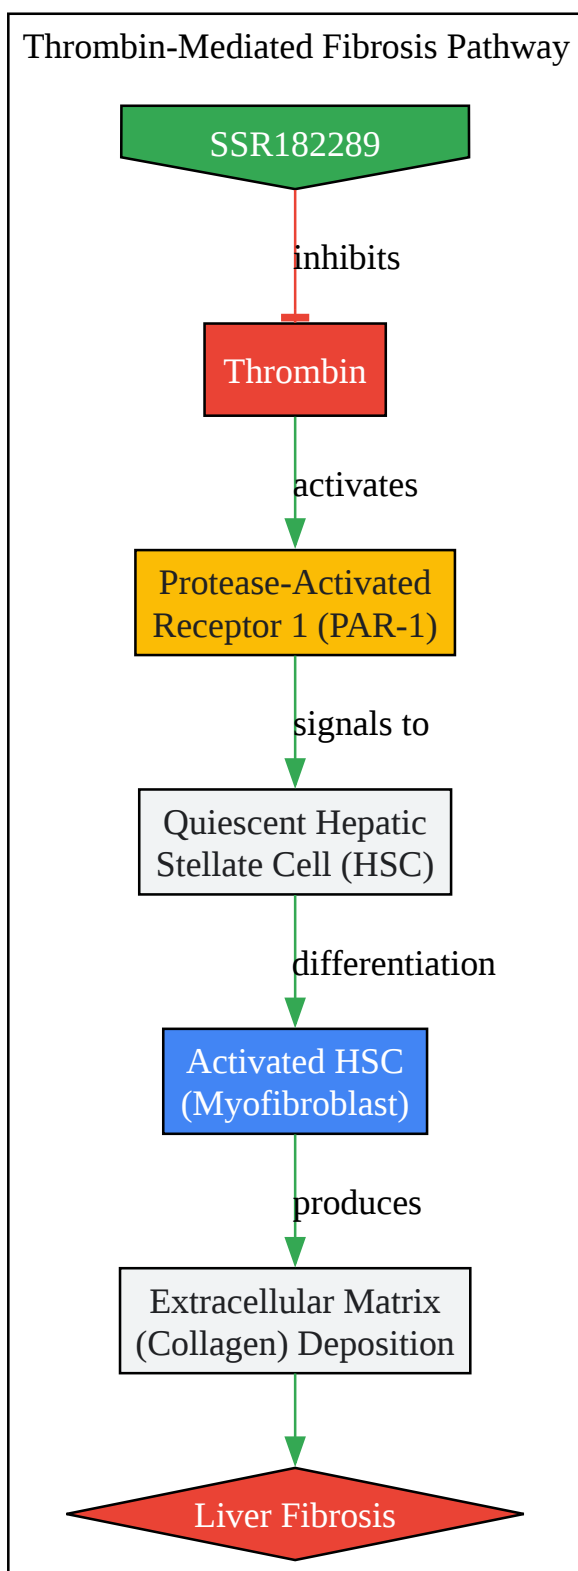 Thrombin-Mediated Fibrosis Pathway
SSR182289
inhibits
Thrombin
activates
Protease-Activated
Receptor 1 (PAR-1)
signals to
Quiescent Hepatic
Stellate Cell (HSC)
differentiation
Activated HSC
(Myofibroblast)
produces
Extracellular Matrix
(Collagen) Deposition
Liver Fibrosis